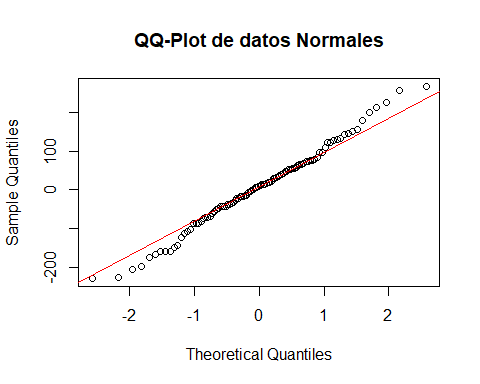 QQ-Plot de datos Normales
Sample Quantiles
100
0
-200
-2
-1
0
1
2
Theoretical Quantiles